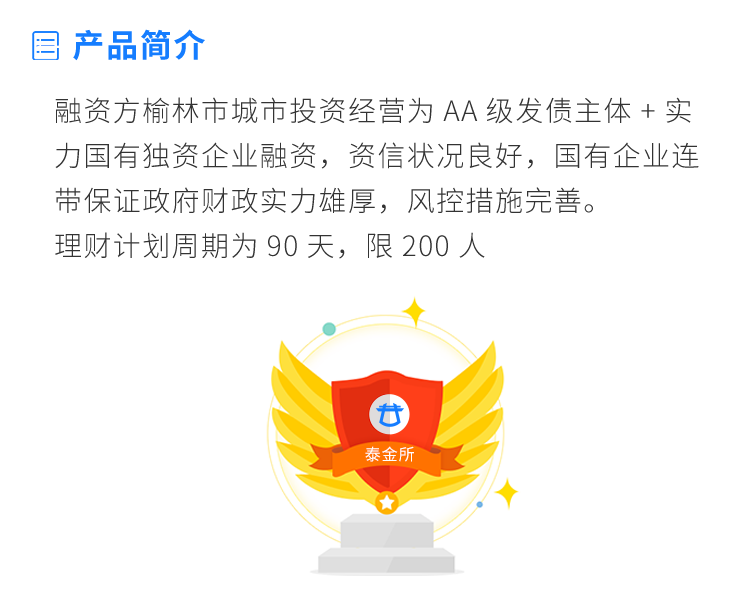 产品简介
融资方榆林市城市投资经营为 AA 级发债主体 + 实
力国有独资企业融资，资信状况良好，国有企业连
带保证政府财政实力雄厚，风控措施完善。
理财计划周期为 90 天，限 200 人
泰金所